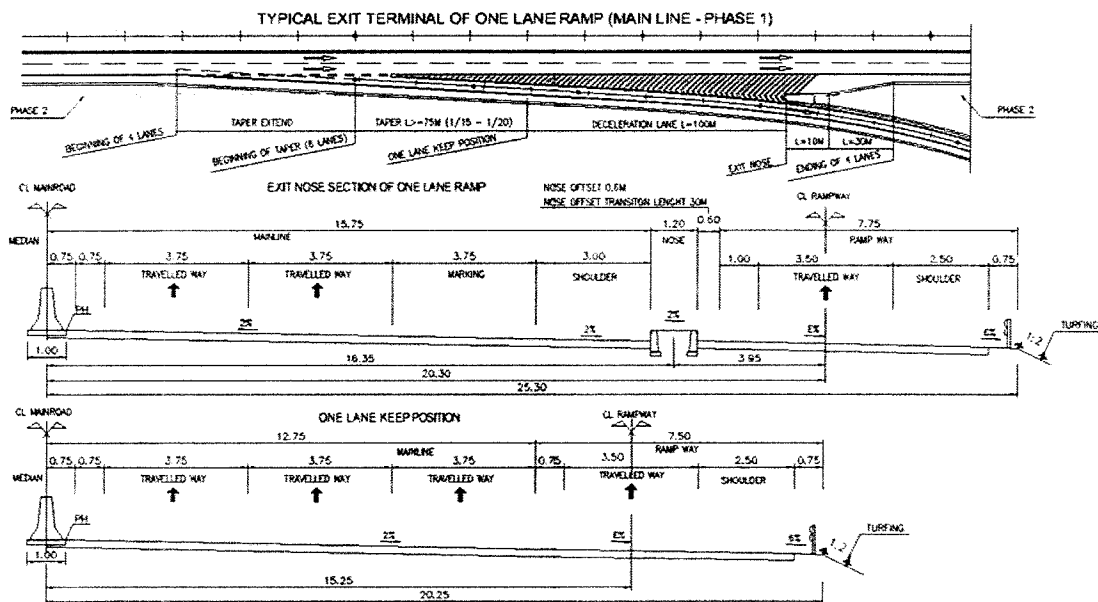 TYPICAL EXIT TERMINAL OF ONE LANE RAMP (MAIN LINE - PHASE 1)
PHASE 2
PHASE 2
BEGINNING OF 4 LANES
TAPER EXTEND
BEGINNING OF TAPER (6 LANES)
TAPER L>=75M (1/15 - 1/20)
ONE LANE KEEP POSITION
DECELERATION LANE L=100M
EXIT NOSE
L=10M
L=30M
ENDING OF 4 LANES
EXIT NOSE SECTION OF ONE LANE RAMP
NOSE OFFSET 0.6M
NOSE OFFSET TRANSITON LENGHT 30M
CL MAINROAD
CL RAMPWAY
15.75 1.20 0.60 7.75
MEDIAN MAINLINE NOSE RAMP WAY
0.75 0.75 3.75 3.75 3.75 3.00 1.00 3.50 2.50 0.75
TRAVELLED WAY TRAVELLED WAY MARKING SHOULDER TRAVELLED WAY SHOULDER
PH
2% 2% 2% E% 6% 1:2 TURFING
1.00
16.35 3.95
20.30
25.30
CL MAINROAD
ONE LANE KEEP POSITION
CL RAMPWAY
12.75 7.50
MAINLINE RAMP WAY
0.75 0.75 3.75 3.75 3.75 0.75 3.50 2.50 0.75
MEDIAN TRAVELLED WAY TRAVELLED WAY TRAVELLED WAY TRAVELLED WAY SHOULDER
PH
2% E% 6% 1:2 TURFING
1.00
15.25
20.25